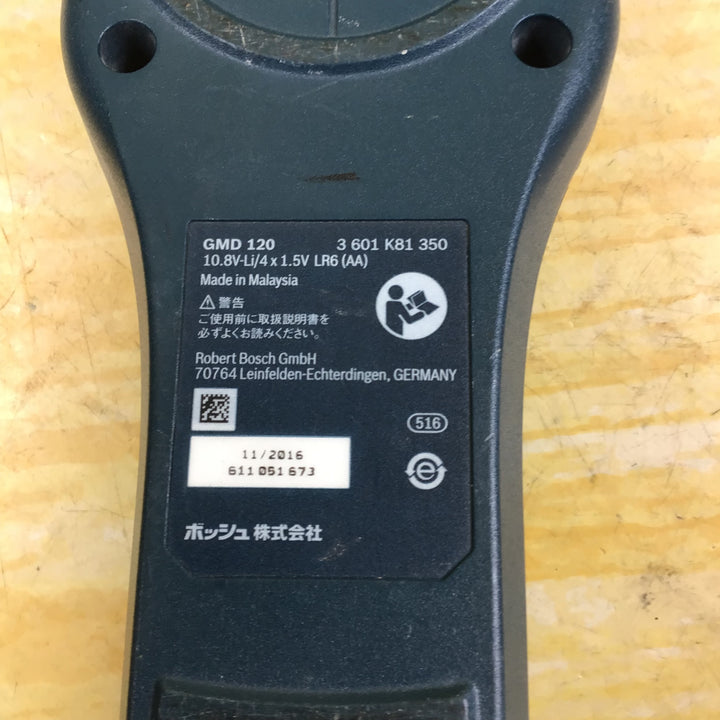 GMD 120 3 601 K81 350
10.8V-Li/4 x 1.5V LR6 (AA)
Made in Malaysia
⚠ 警告
ご使用前に取扱説明書を
必ずよくお読みください。
Robert Bosch GmbH
70764 Leinfelden-Echterdingen, GERMANY
516
11/2016
611 051 673
e
ボッシュ 株式会社